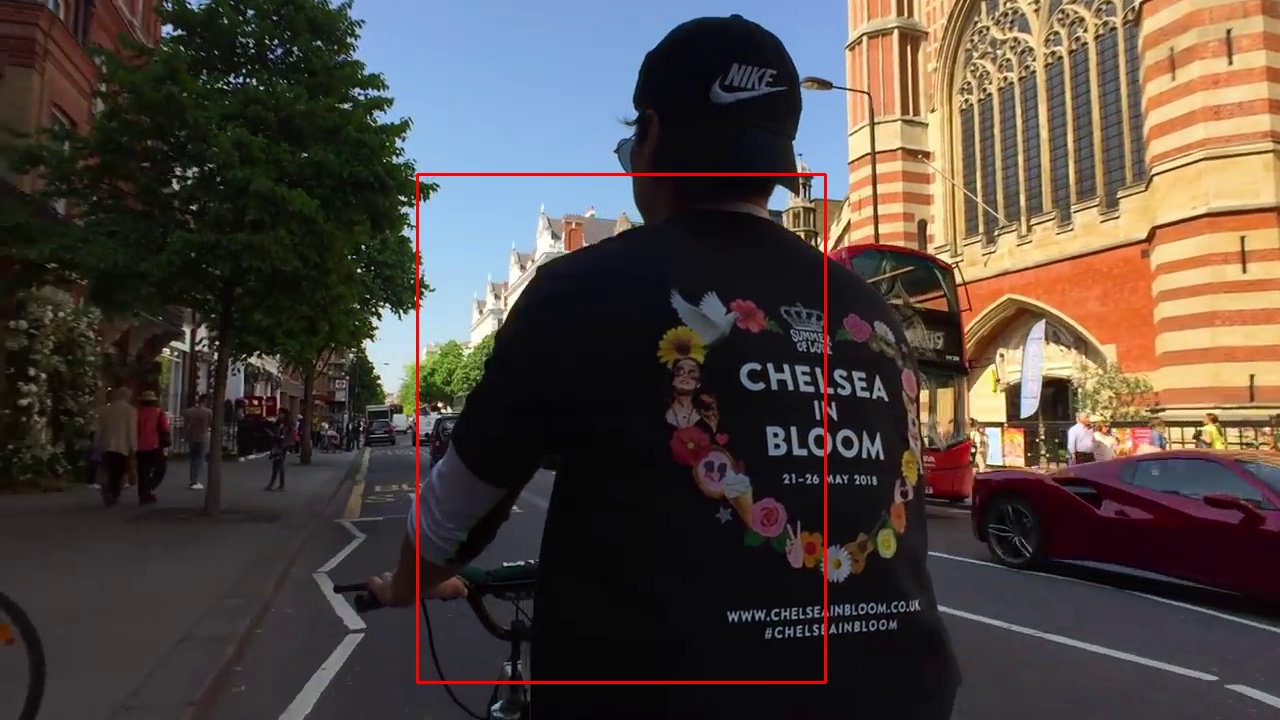 NIKE
SUMMER
OF LOVE
CHELSEA
IN
BLOOM
21-26 MAY 2018
WWW.CHELSEAINBLOOM.CO.UK
#CHELSEAINBLOOM